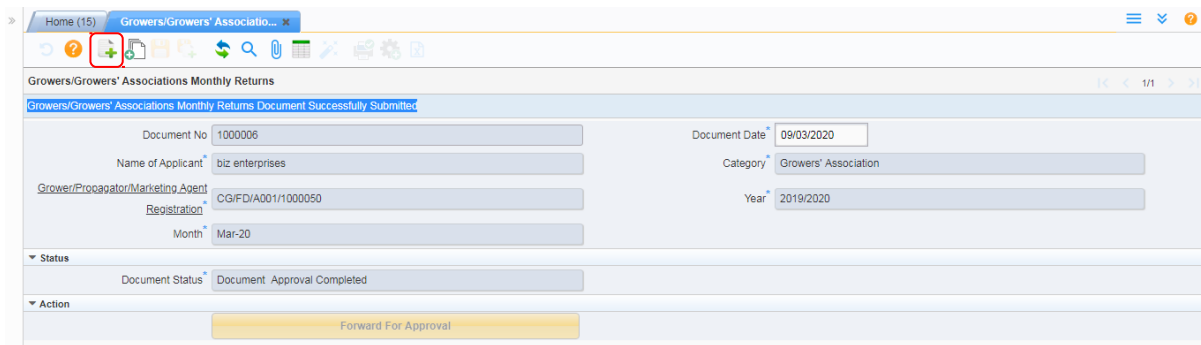 Home (15) Growers/Growers' Associatio...
Growers/Growers' Associations Monthly Returns 1/1
Growers/Growers' Associations Monthly Returns Document Successfully Submitted
Document No 1000006 Document Date* 09/03/2020
Name of Applicant* biz enterprises Category* Growers' Association
Grower/Propagator/Marketing Agent
Registration* CG/FD/A001/1000050 Year* 2019/2020
Month* Mar-20
Status
Document Status* Document Approval Completed
Action
Forward For Approval